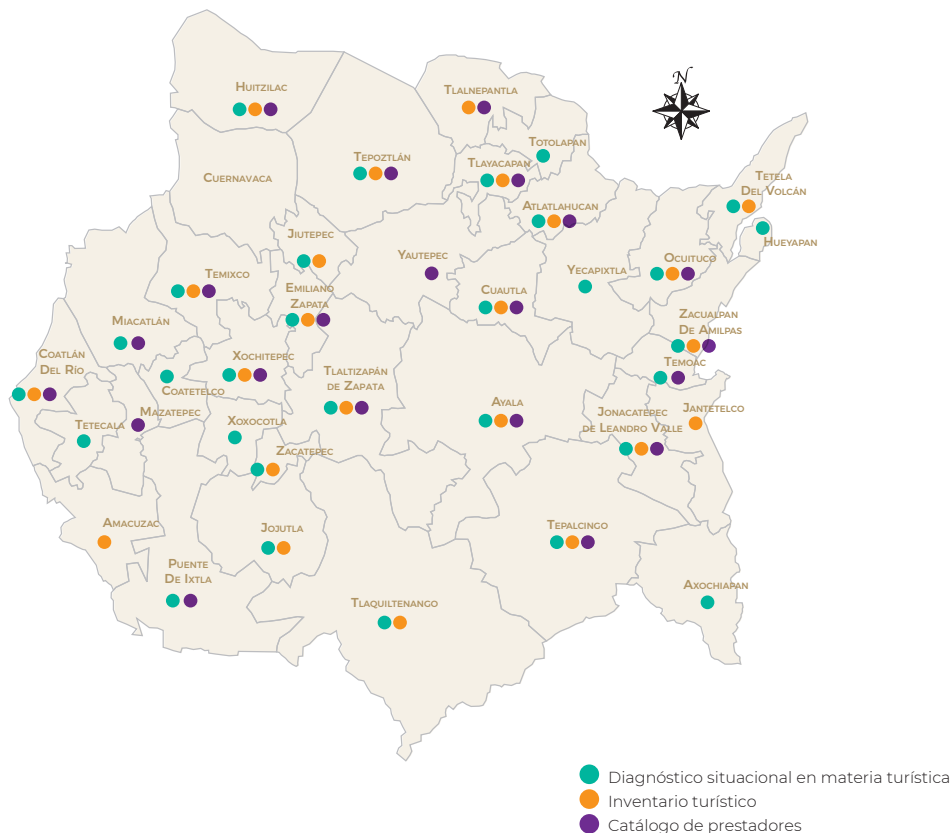 N
HUITZILAC
TLALNEPANTLA
TOTOLAPAN
TEPOZTLÁN
TLAYACAPAN
CUERNAVACA
TETELA
DEL VOLCÁN
ATLATLAHUCAN
JIUTEPEC
HUEYAPAN
YAUTEPEC
OCUITUCO
TEMIXCO
YECAPIXTLA
EMILIANO
ZAPATA
CUAUTLA
MIACATLÁN
ZACUALPAN
DE AMILPAS
COATLÁN
DEL RÍO
XOCHITEPEC
TLALTIZAPÁN
DE ZAPATA
TEMOAC
COATETELCO
AYALA
MAZATEPEC
JONACATEPEC
DE LEANDRO VALLE
JANTETELCO
TETECALA
XOXOCOTLA
ZACATEPEC
AMACUZAC
JOJUTLA
TEPALCINGO
PUENTE
DE IXTLA
AXOCHIAPAN
TLAQUILTENANGO
Diagnóstico situacional en materia turística
Inventario turístico
Catálogo de prestadores